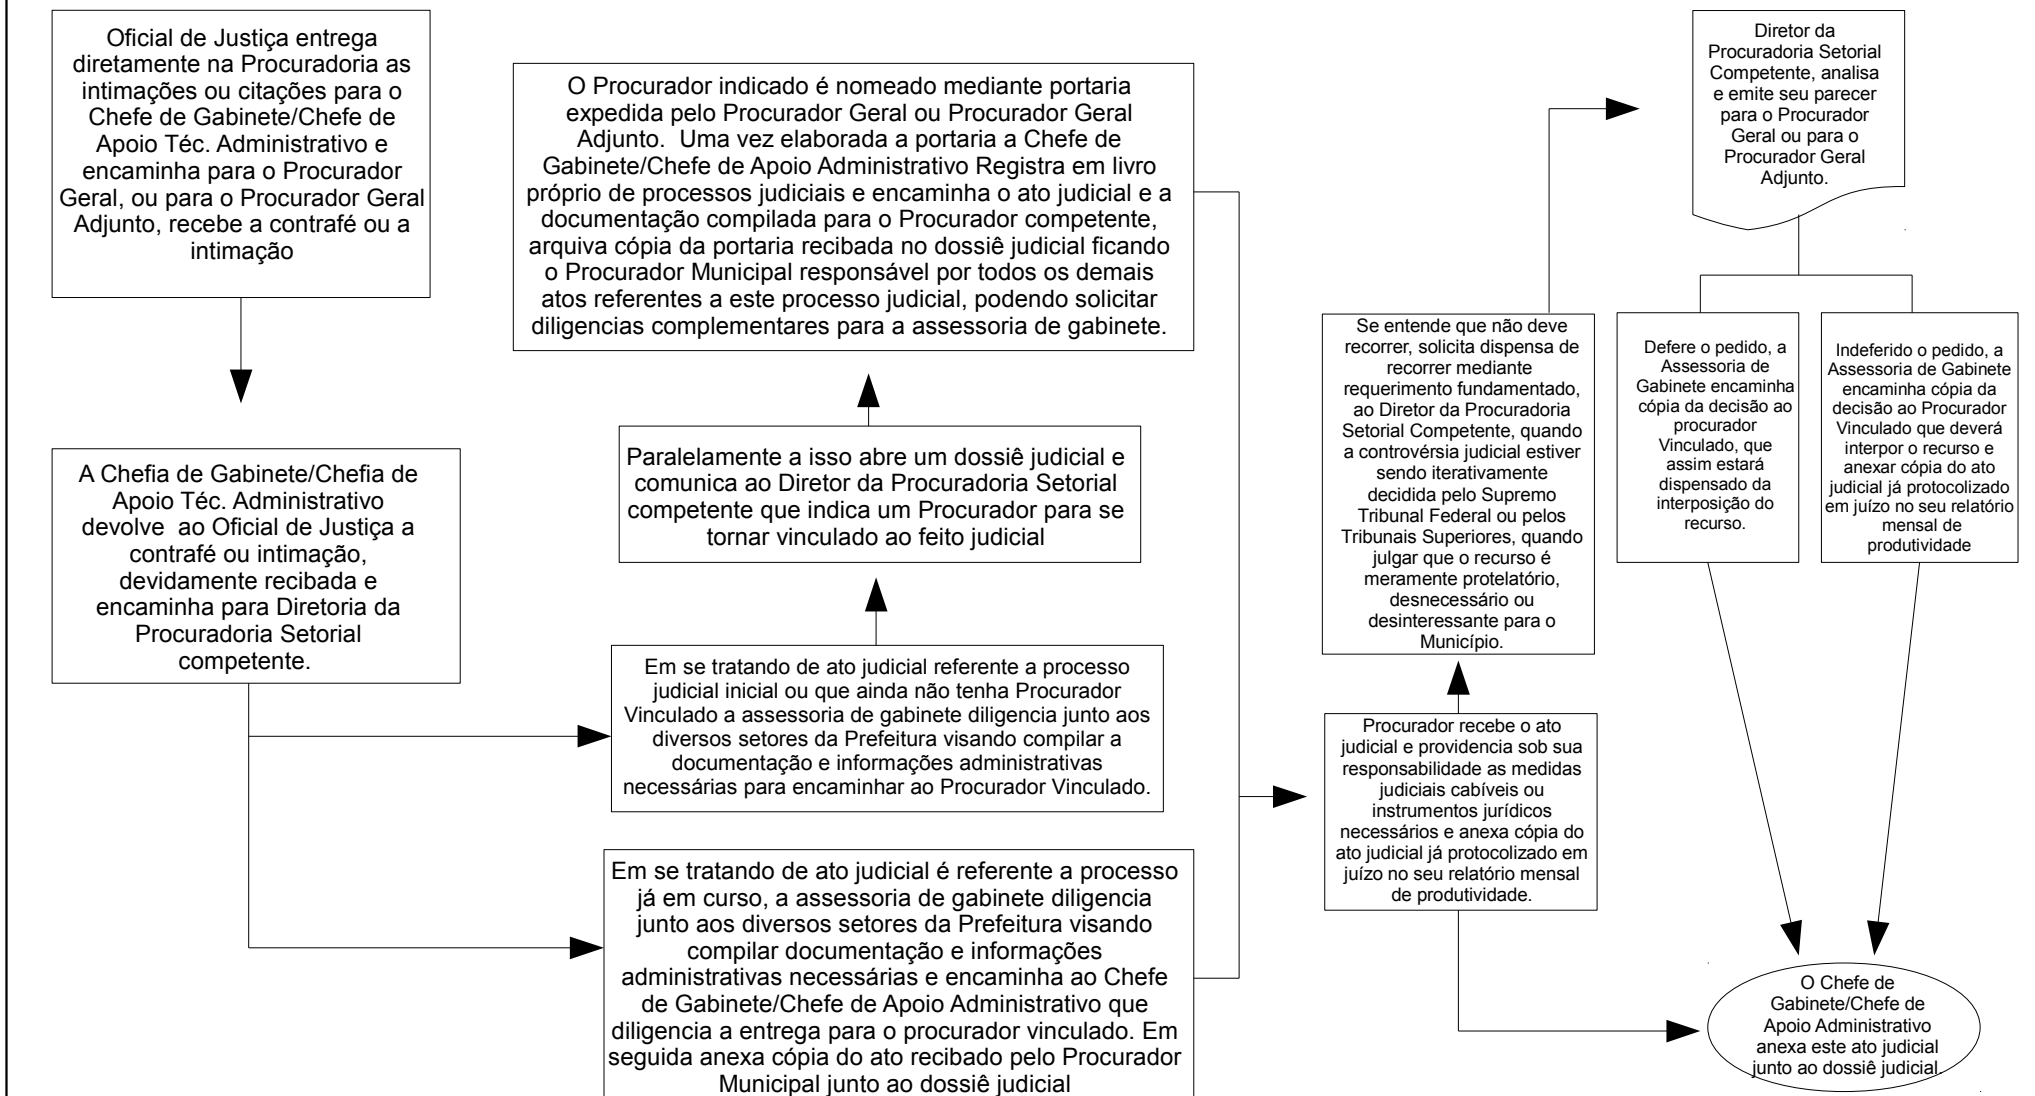 Oficial de Justiça entrega
diretamente na Procuradoria as
intimações ou citações para o
Chefe de Gabinete/Chefe de
Apoio Téc. Administrativo e
encaminha para o Procurador
Geral, ou para o Procurador Geral
Adjunto, recebe a contrafé ou a
intimação
A Chefia de Gabinete/Chefia de
Apoio Téc. Administrativo
devolve  ao Oficial de Justiça a
contrafé ou intimação,
devidamente recibada e
encaminha para Diretoria da
Procuradoria Setorial
competente.
O Procurador indicado é nomeado mediante portaria
expedida pelo Procurador Geral ou Procurador Geral
Adjunto.  Uma vez elaborada a portaria a Chefe de
Gabinete/Chefe de Apoio Administrativo Registra em livro
próprio de processos judiciais e encaminha o ato judicial e a
documentação compilada para o Procurador competente,
arquiva cópia da portaria recibada no dossiê judicial ficando
o Procurador Municipal responsável por todos os demais
atos referentes a este processo judicial, podendo solicitar
diligencias complementares para a assessoria de gabinete.
Paralelamente a isso abre um dossiê judicial e
comunica ao Diretor da Procuradoria Setorial
competente que indica um Procurador para se
tornar vinculado ao feito judicial
Em se tratando de ato judicial referente a processo
judicial inicial ou que ainda não tenha Procurador
Vinculado a assessoria de gabinete diligencia junto aos
diversos setores da Prefeitura visando compilar a
documentação e informações administrativas
necessárias para encaminhar ao Procurador Vinculado.
Em se tratando de ato judicial é referente a processo
já em curso, a assessoria de gabinete diligencia
junto aos diversos setores da Prefeitura visando
compilar documentação e informações
administrativas necessárias e encaminha ao Chefe
de Gabinete/Chefe de Apoio Administrativo que
diligencia a entrega para o procurador vinculado. Em
seguida anexa cópia do ato recibado pelo Procurador
Municipal junto ao dossiê judicial
Se entende que não deve
recorrer, solicita dispensa de
recorrer mediante
requerimento fundamentado,
ao Diretor da Procuradoria
Setorial Competente, quando
a controvérsia judicial estiver
sendo iterativamente
decidida pelo Supremo
Tribunal Federal ou pelos
Tribunais Superiores, quando
julgar que o recurso é
meramente protelatório,
desnecessário ou
desinteressante para o
Município.
Procurador recebe o ato
judicial e providencia sob sua
responsabilidade as medidas
judiciais cabíveis ou
instrumentos jurídicos
necessários e anexa cópia do
ato judicial já protocolizado em
juízo no seu relatório mensal
de produtividade.
Diretor da
Procuradoria Setorial
Competente, analisa
e emite seu parecer
para o Procurador
Geral ou para o
Procurador Geral
Adjunto.
Defere o pedido, a
Assessoria de
Gabinete encaminha
cópia da decisão ao
procurador
Vinculado, que
assim estará
dispensado da
interposição do
recurso.
Indeferido o pedido, a
Assessoria de Gabinete
encaminha cópia da
decisão ao Procurador
Vinculado que deverá
interpor o recurso e
anexar cópia do ato
judicial já protocolizado
em juízo no seu relatório
mensal de
produtividade
O Chefe de
Gabinete/Chefe de
Apoio Administrativo
anexa este ato judicial
junto ao dossiê judicial.